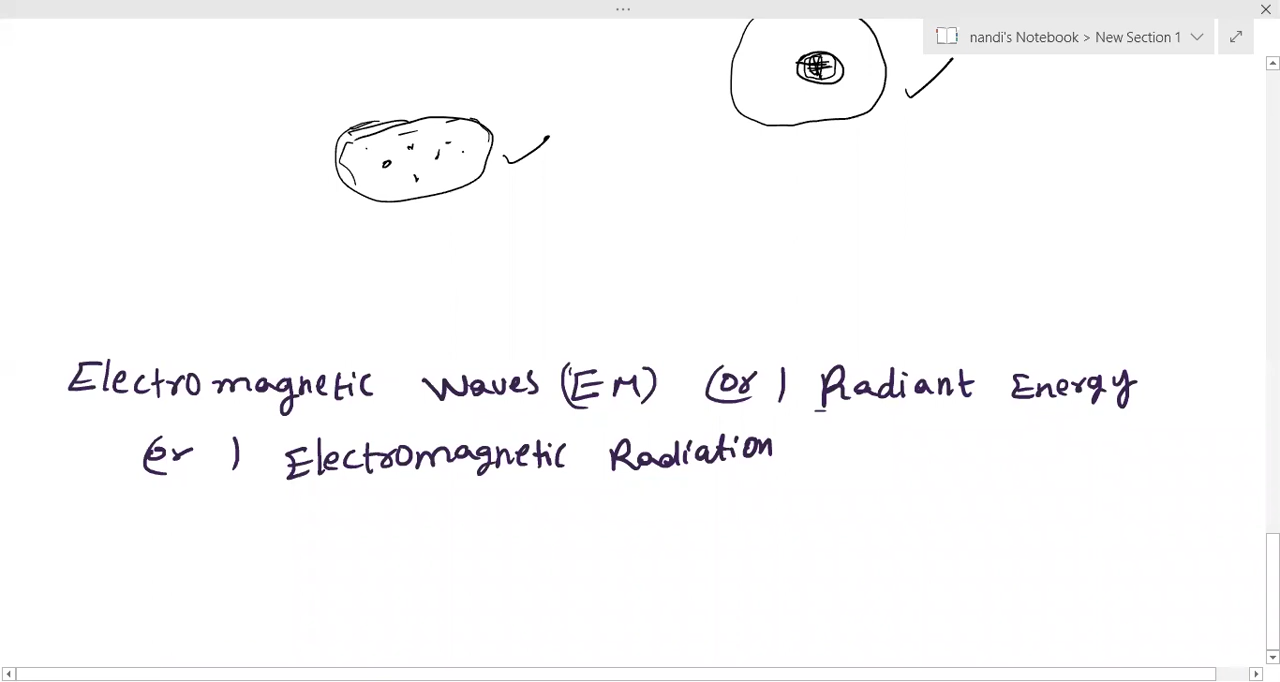 nandi's Notebook > New Section 1
Electromagnetic Waves (EM) (or) Radiant Energy
(or) Electromagnetic Radiation